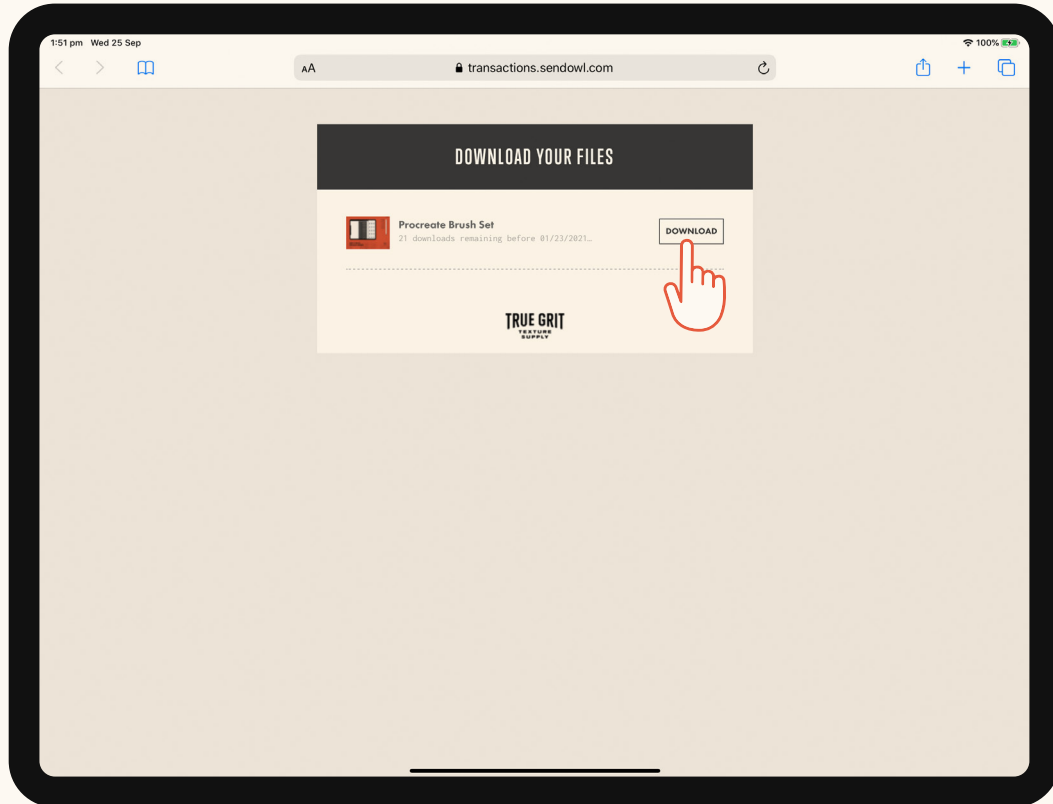 1:51 pm Wed 25 Sep
100%
AA
transactions.sendowl.com
DOWNLOAD YOUR FILES
Procreate Brush Set
21 downloads remaining before 01/23/2021…
DOWNLOAD
TRUE GRIT
TEXTURE
SUPPLY